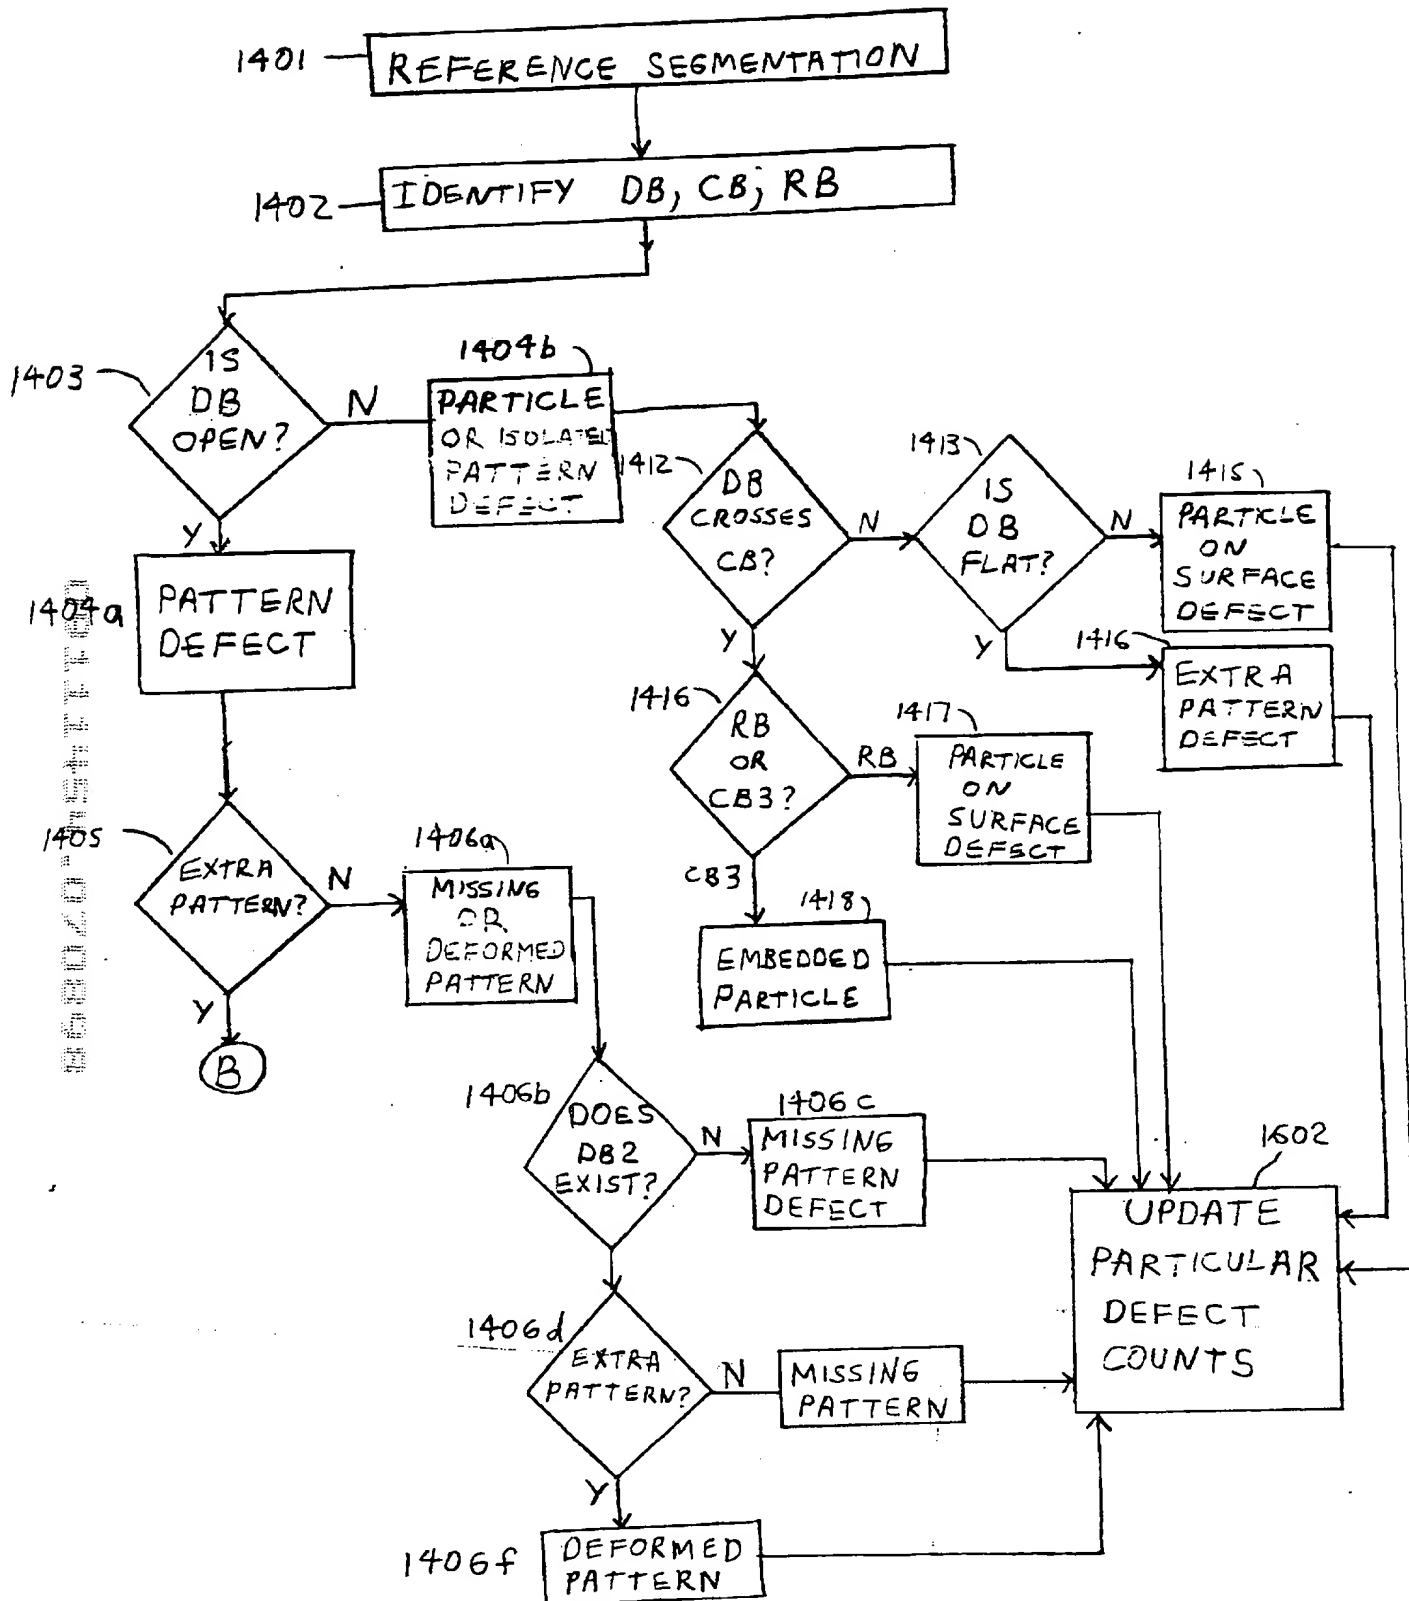 1401
REFERENCE SEGMENTATION
1402
IDENTIFY DB, CB, RB
1403
IS
DB
OPEN?
N
Y
1404b
PARTICLE
OR ISOLATED
PATTERN
DEFECT
1412
DB
CROSSES
CB?
N
Y
1413
IS
DB
FLAT?
N
Y
1415
PARTICLE
ON
SURFACE
DEFECT
1416
EXTRA
PATTERN
DEFECT
1404a
PATTERN
DEFECT
1416
RB
OR
CB3?
RB
CB3
1417
PARTICLE
ON
SURFACE
DEFECT
1418
EMBEDDED
PARTICLE
1405
EXTRA
PATTERN?
N
Y
B
1406a
MISSING
OR
DEFORMED
PATTERN
1406b
DOES
DB2
EXIST?
N
1406c
MISSING
PATTERN
DEFECT
1602
UPDATE
PARTICULAR
DEFECT
COUNTS
1406d
EXTRA
PATTERN?
N
Y
MISSING
PATTERN
1406f
DEFORMED
PATTERN